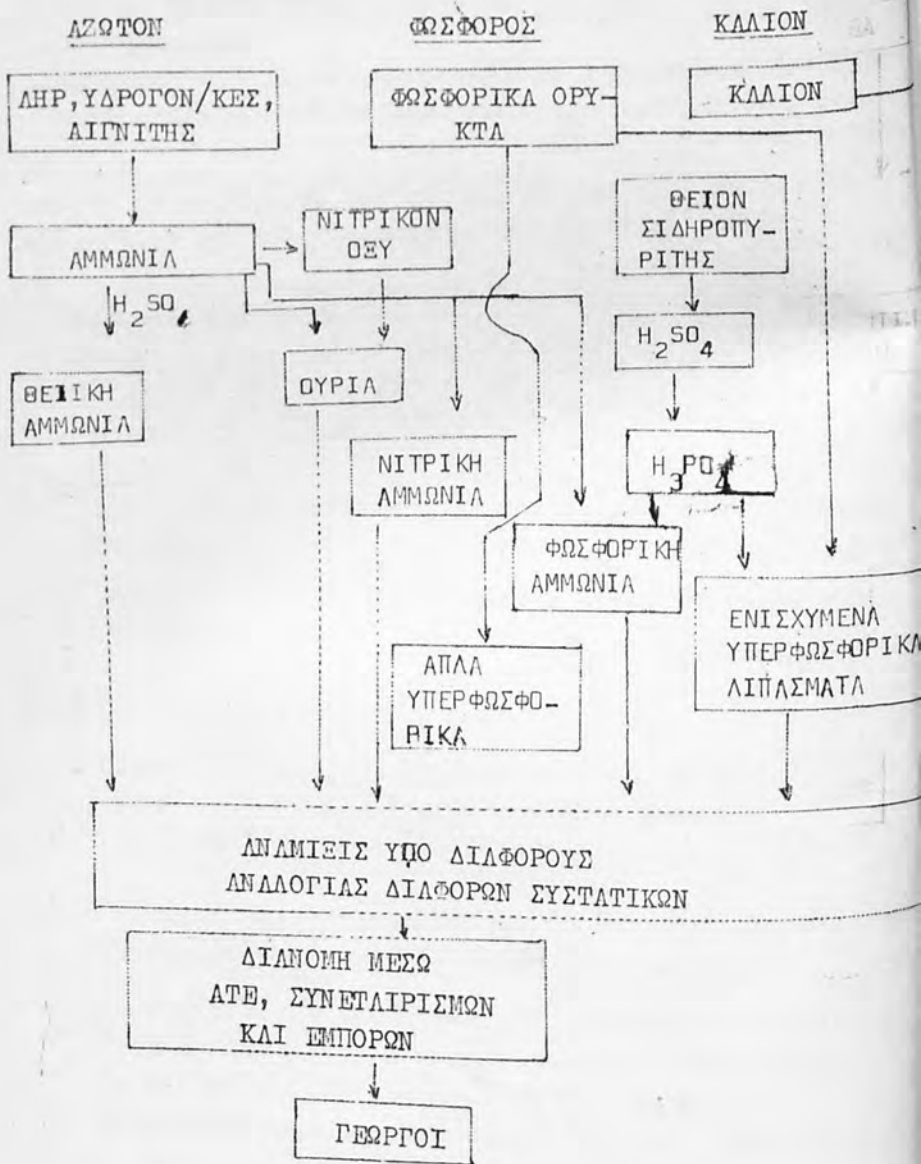 ΑΖΩΤΟΝ
ΦΩΣΦΟΡΟΣ
ΚΑΛΙΟΝ
ΑΗΡ, ΥΔΡΟΓΟΝ/ΚΕΣ,
ΛΙΓΝΙΤΗΣ
ΦΩΣΦΟΡΙΚΑ ΟΡΥ-
ΚΤΑ
ΚΑΛΙΟΝ
ΑΜΜΩΝΙΑ
ΝΙΤΡΙΚΟΝ
ΟΞΥ
ΘΕΙΟΝ
ΣΙΔΗΡΟΠΥ-
ΡΙΤΗΣ
H₂SO₄
H₂SO₄
ΘΕΙΙΚΗ
ΑΜΜΩΝΙΑ
ΟΥΡΙΑ
ΝΙΤΡΙΚΗ
ΑΜΜΩΝΙΑ
H₃PO₄
ΦΩΣΦΟΡΙΚΗ
ΑΜΜΩΝΙΑ
ΑΠΛΑ
ΥΠΕΡΦΩΣΦΟ-
ΡΙΚΑ
ΕΝΙΣΧΥΜΕΝΑ
ΥΠΕΡΦΩΣΦΟΡΙΚΑ
ΛΙΠΑΣΜΑΤΑ
ΑΝΑΜΙΞΙΣ ΥΠΟ ΔΙΑΦΟΡΟΥΣ
ΑΝΑΛΟΓΙΑΣ ΔΙΑΦΟΡΩΝ ΣΥΣΤΑΤΙΚΩΝ
ΔΙΑΝΟΜΗ ΜΕΣΩ
ΑΤΕ, ΣΥΝΕΤΑΙΡΙΣΜΩΝ
ΚΑΙ ΕΜΠΟΡΩΝ
ΓΕΩΡΓΟΙ